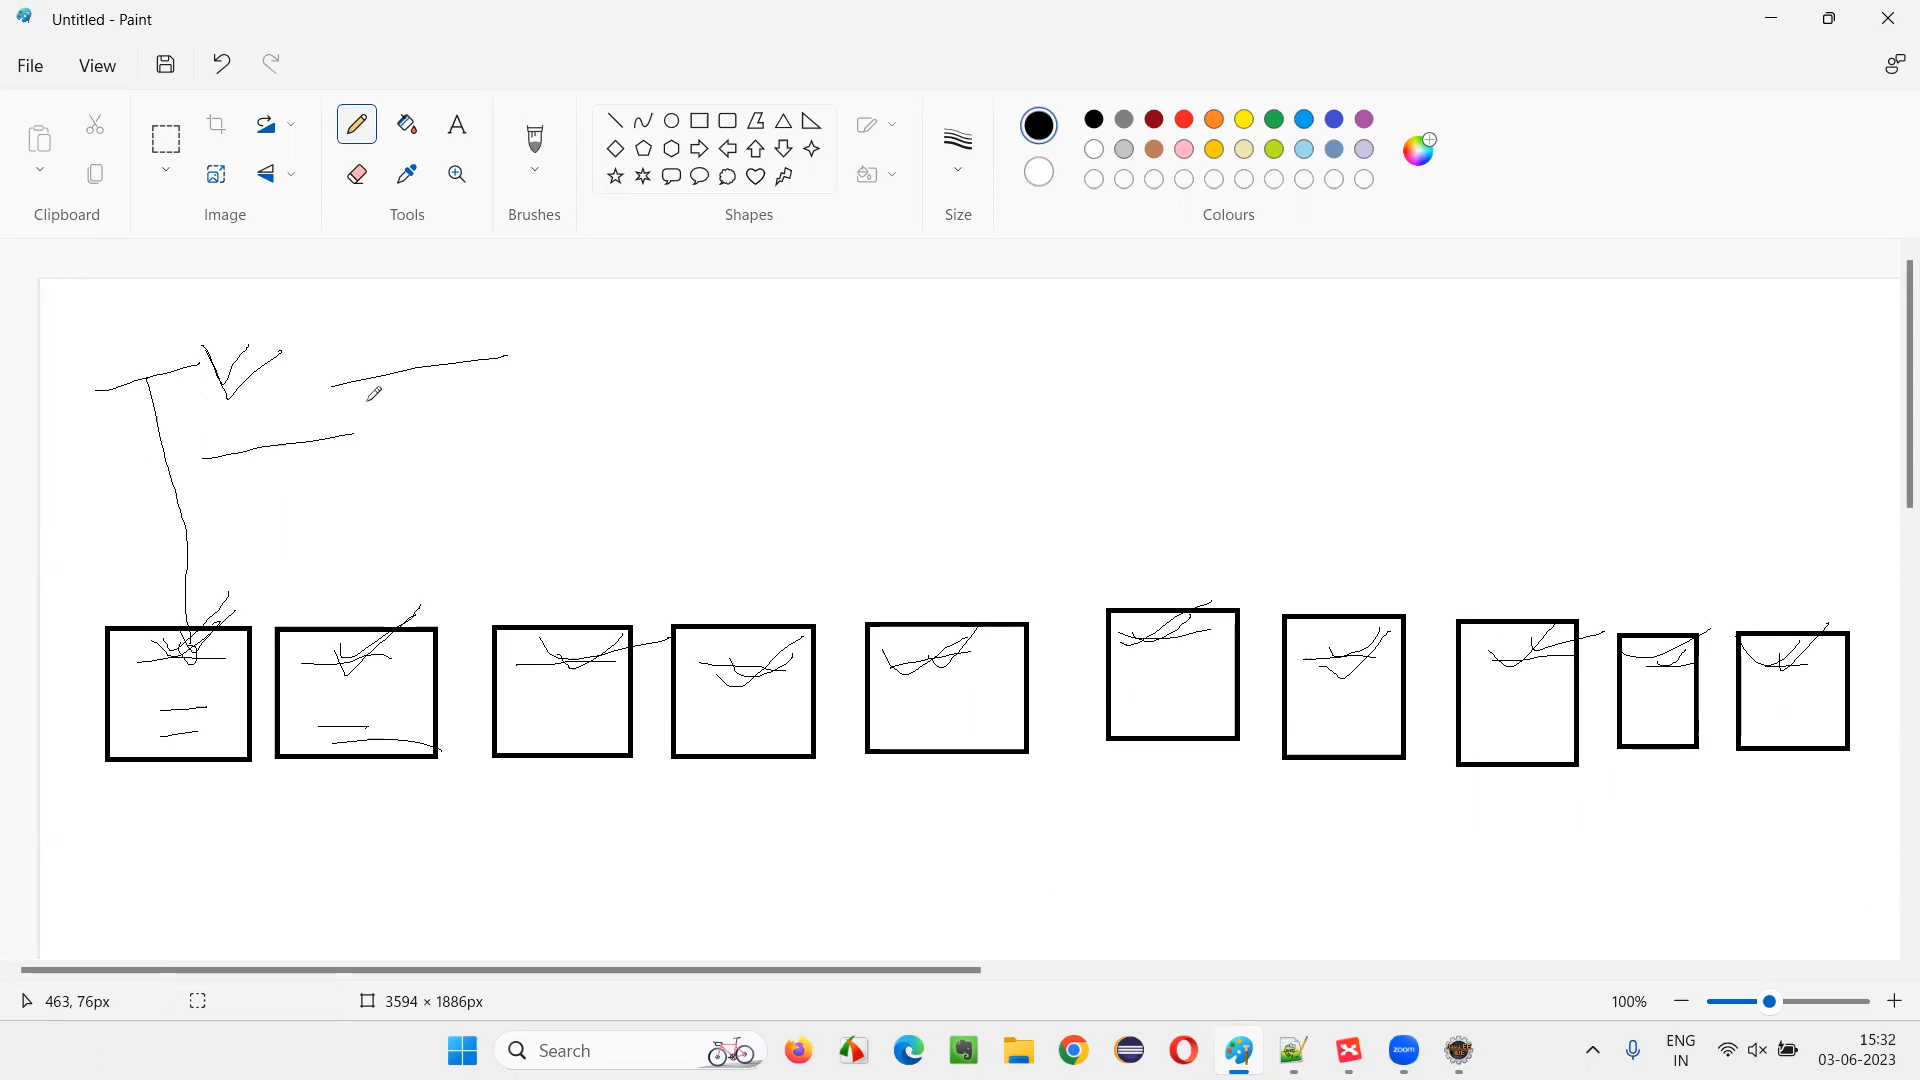 Untitled - Paint
File View
Clipboard
Image
Tools
Brushes
Shapes
Size
Colours
463, 76px
3594 × 1886px
100%
Search
zoom
ENG
IN
15:32
03-06-2023